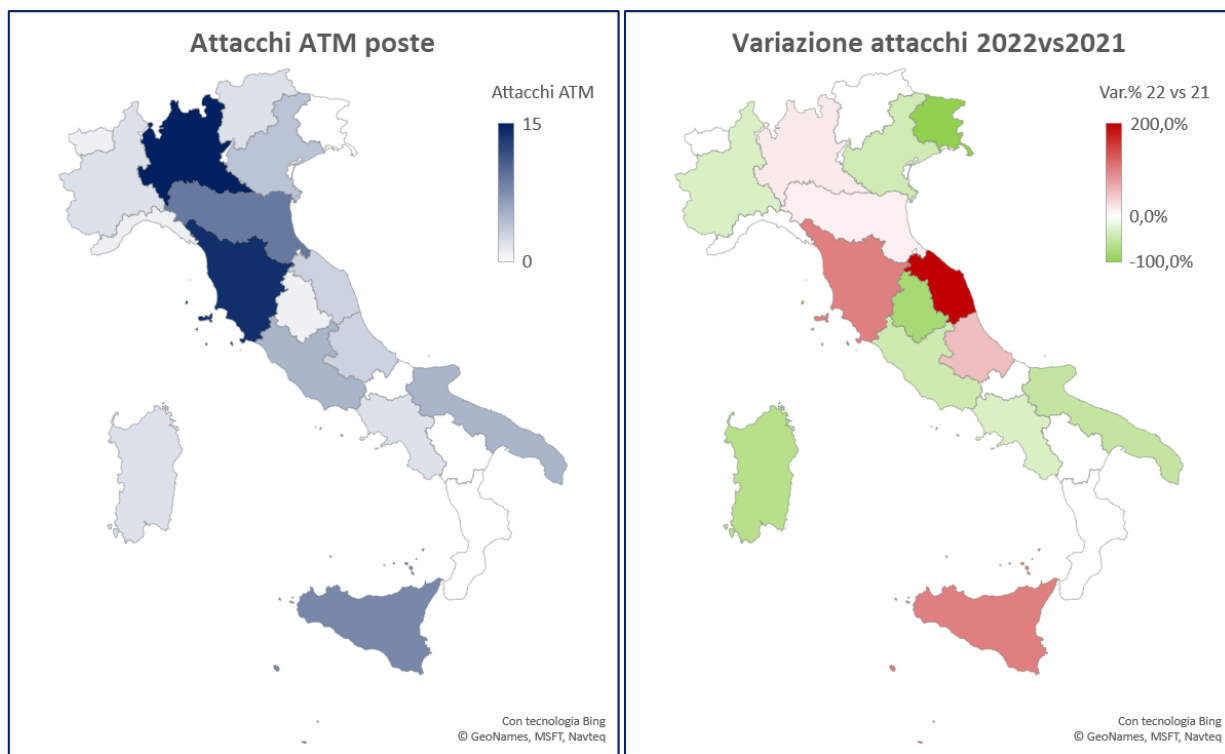 Attacchi ATM poste
Attacchi ATM
15
0
Con tecnologia Bing
© GeoNames, MSFT, Navteq
Variazione attacchi 2022vs2021
Var.% 22 vs 21
200,0%
0,0%
-100,0%
Con tecnologia Bing
© GeoNames, MSFT, Navteq